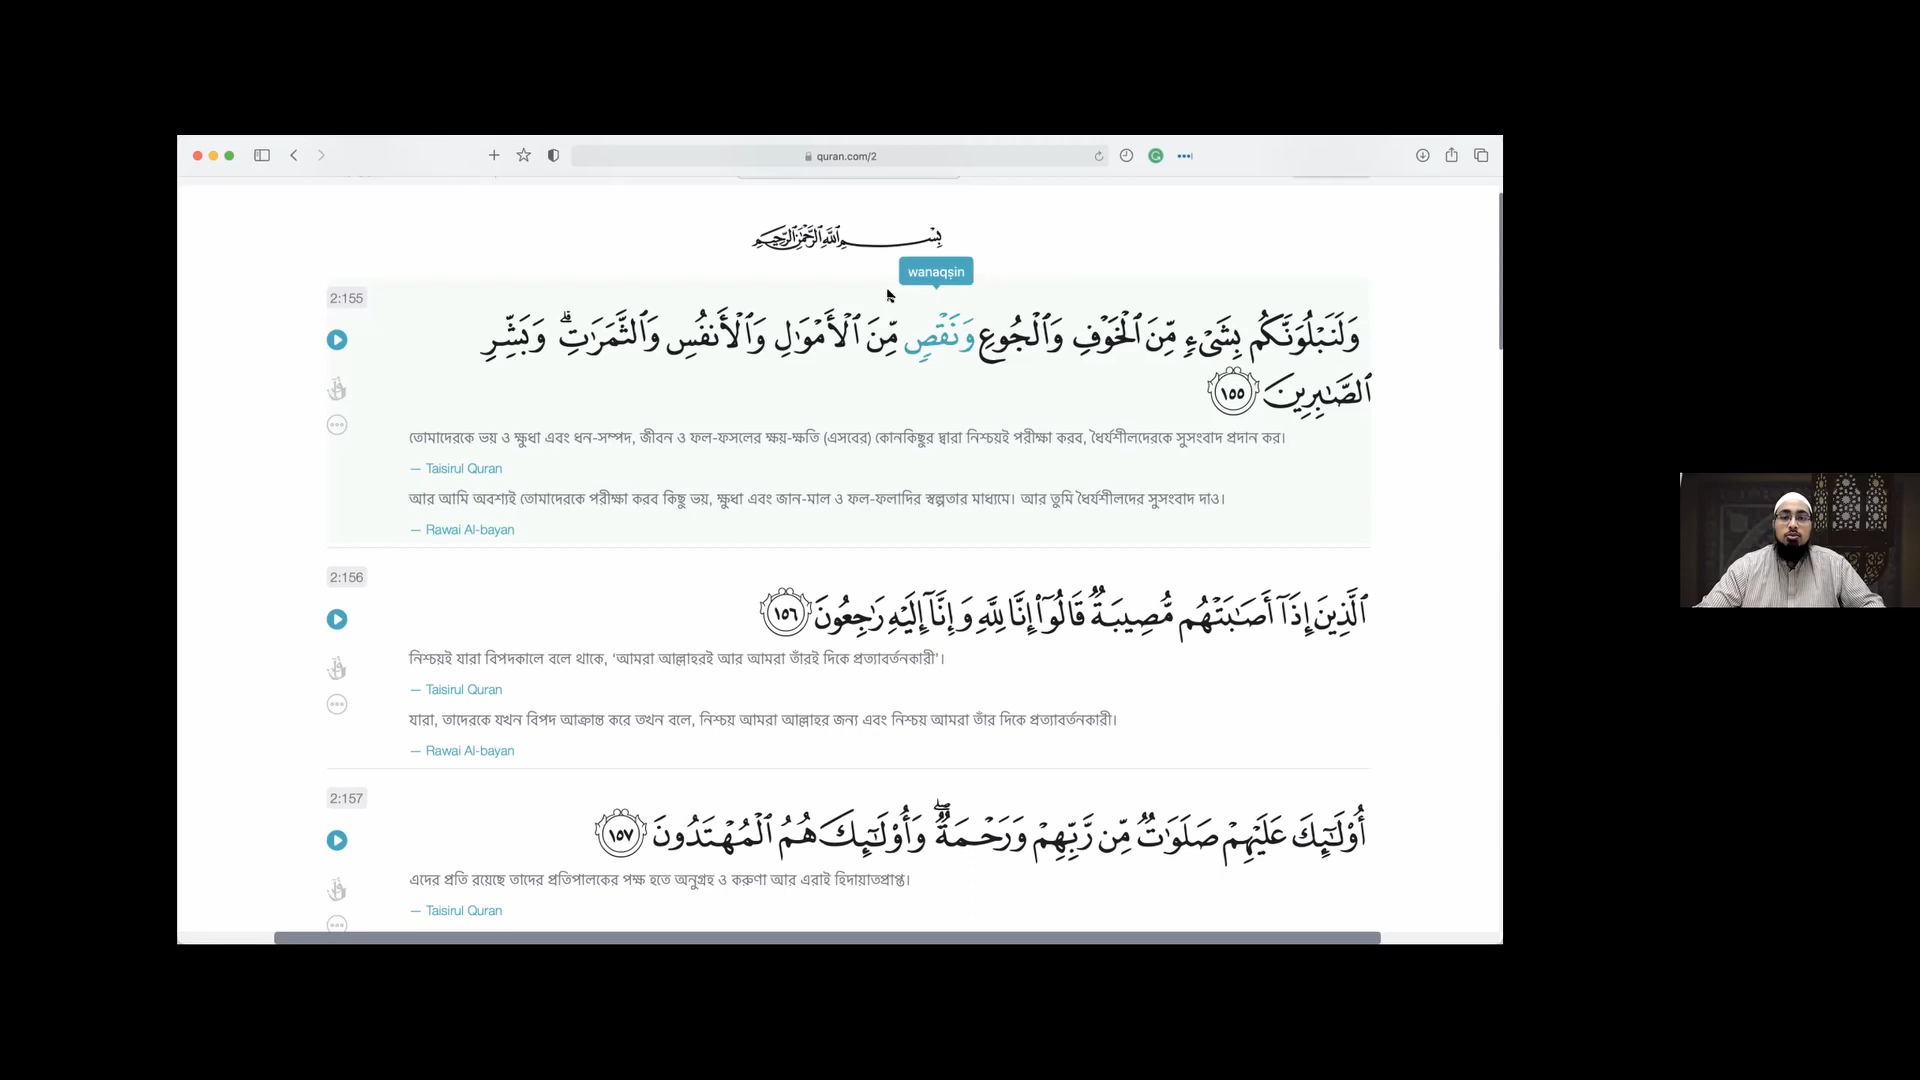 quran.com/2
بِسْمِ ٱللَّهِ ٱلرَّحْمَٰنِ ٱلرَّحِيمِ
wanaqṣin
2:155
وَلَنَبْلُوَنَّكُم بِشَىْءٍ مِّنَ ٱلْخَوْفِ وَٱلْجُوعِ وَنَقْصٍ مِّنَ ٱلْأَمْوَٰلِ وَٱلْأَنفُسِ وَٱلثَّمَرَٰتِ ۗ وَبَشِّرِ
ٱلصَّـٰبِرِينَ ١٥٥
তোমাদেরকে ভয় ও ক্ষুধা এবং ধন-সম্পদ, জীবন ও ফল-ফসলের ক্ষয়-ক্ষতি (এসবের) কোনকিছুর দ্বারা নিশ্চয়ই পরীক্ষা করব, ধৈর্যশীলদেরকে সুসংবাদ প্রদান কর।
— Taisirul Quran
আর আমি অবশ্যই তোমাদেরকে পরীক্ষা করব কিছু ভয়, ক্ষুধা এবং জান-মাল ও ফল-ফলাদির স্বল্পতার মাধ্যমে। আর তুমি ধৈর্যশীলদের সুসংবাদ দাও।
— Rawai Al-bayan
2:156
ٱلَّذِينَ إِذَآ أَصَـٰبَتْهُم مُّصِيبَةٌ قَالُوٓا۟ إِنَّا لِلَّهِ وَإِنَّآ إِلَيْهِ رَٰجِعُونَ ١٥٦
নিশ্চয়ই যারা বিপদকালে বলে থাকে, ‘আমরা আল্লাহরই আর আমরা তাঁরই দিকে প্রত্যাবর্তনকারী’।
— Taisirul Quran
যারা, তাদেরকে যখন বিপদ আক্রান্ত করে তখন বলে, নিশ্চয় আমরা আল্লাহর জন্য এবং নিশ্চয় আমরা তাঁর দিকে প্রত্যাবর্তনকারী।
— Rawai Al-bayan
2:157
أُو۟لَـٰٓئِكَ عَلَيْهِمْ صَلَوَٰتٌ مِّن رَّبِّهِمْ وَرَحْمَةٌ ۖ وَأُو۟لَـٰٓئِكَ هُمُ ٱلْمُهْتَدُونَ ١٥٧
এদের প্রতি রয়েছে তাদের প্রতিপালকের পক্ষ হতে অনুগ্রহ ও করুণা আর এরাই হিদায়াতপ্রাপ্ত।
— Taisirul Quran